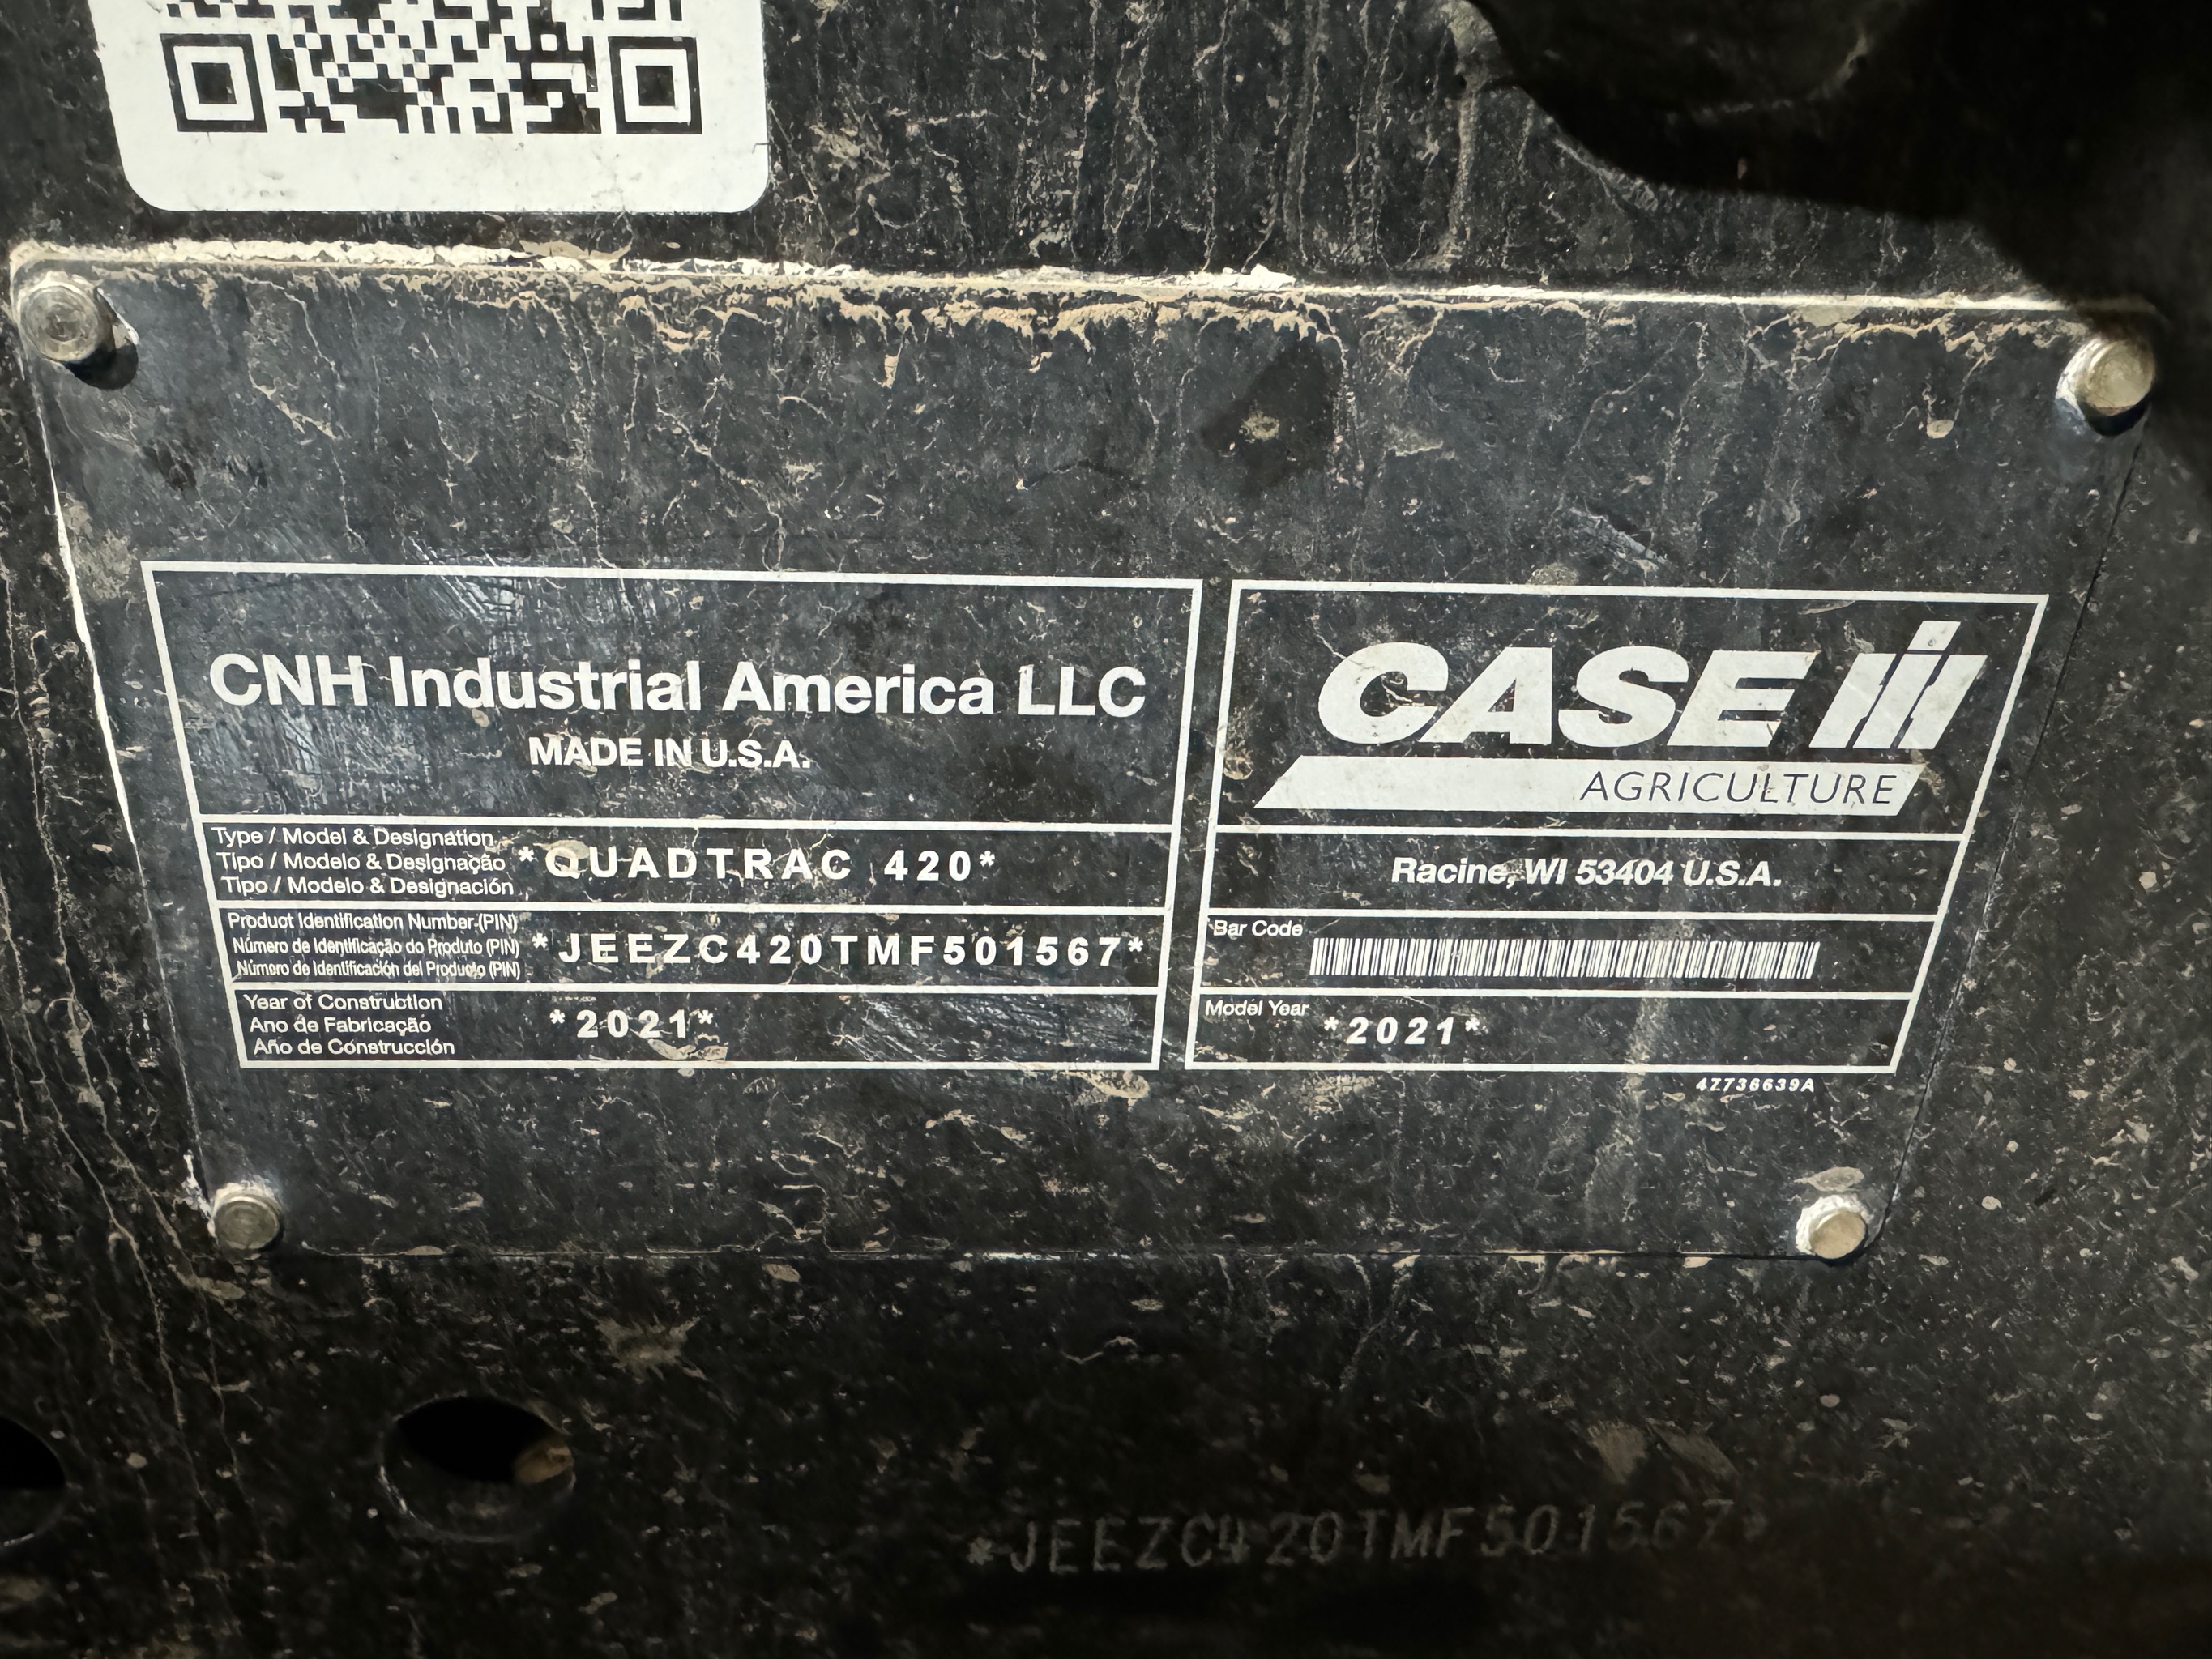 CNH Industrial America LLC
MADE IN U.S.A.
Type / Model & Designation
Tipo / Modelo & Designação
Tipo / Modelo & Designación
*QUADTRAC 420*
Product Identification Number (PIN)
Número de Identificação do Produto (PIN)
Número de Identificación del Producto (PIN)
*JEEZC420TMF501567*
Year of Construction
Ano de Fabricação
Año de Construcción
*2021*
CASE IH
AGRICULTURE
Racine, WI 53404 U.S.A.
Bar Code
Model Year
*2021*
47736639A
*JEEZC420TMF501567*